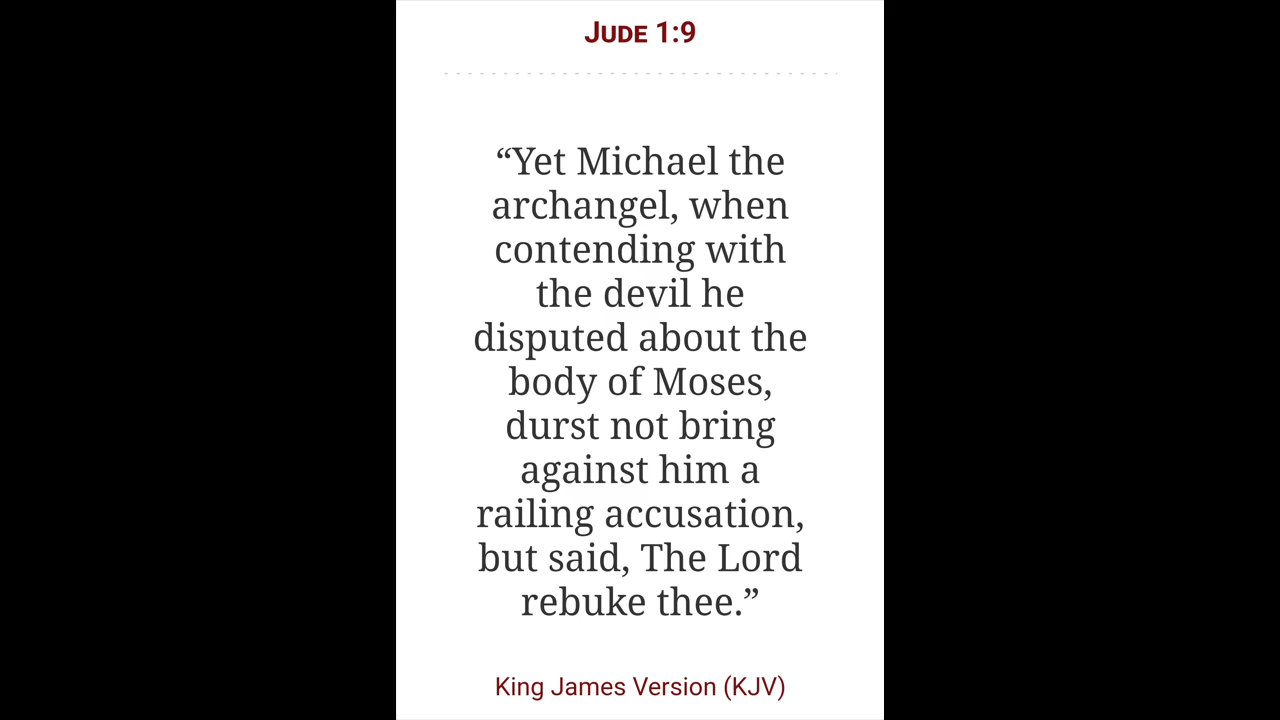 Jude 1:9
“Yet Michael the
archangel, when
contending with
the devil he
disputed about the
body of Moses,
durst not bring
against him a
railing accusation,
but said, The Lord
rebuke thee.”
King James Version (KJV)